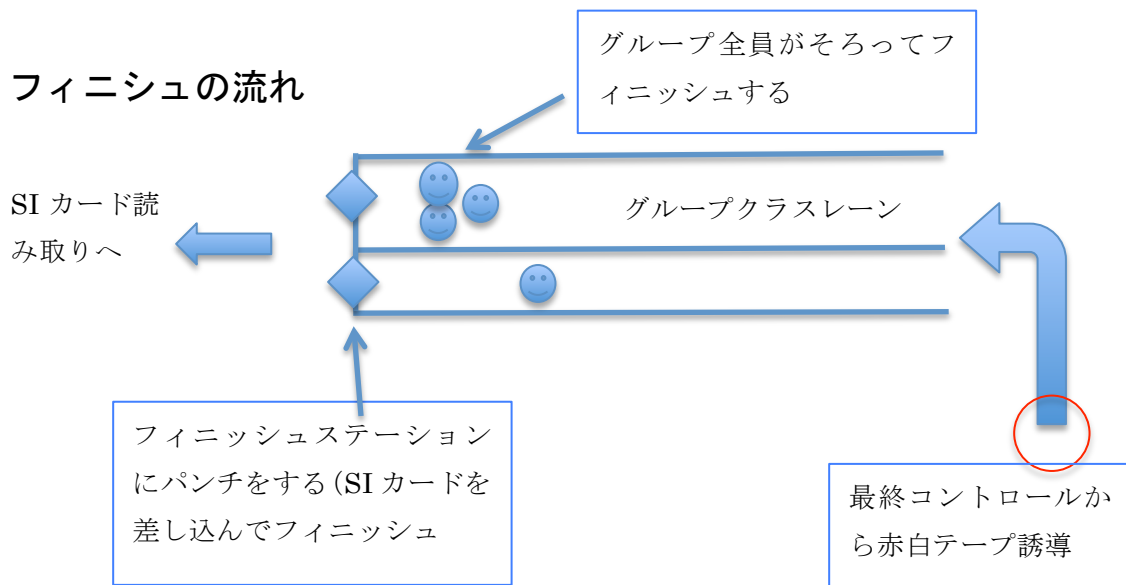 フィニシュの流れ
グループ全員がそろってフ
ィニッシュする
SI カード読
み取りへ
グループクラスレーン
フィニッシュステーション
にパンチをする（SI カードを
差し込んでフィニッシュ
最終コントロールか
ら赤白テープ誘導